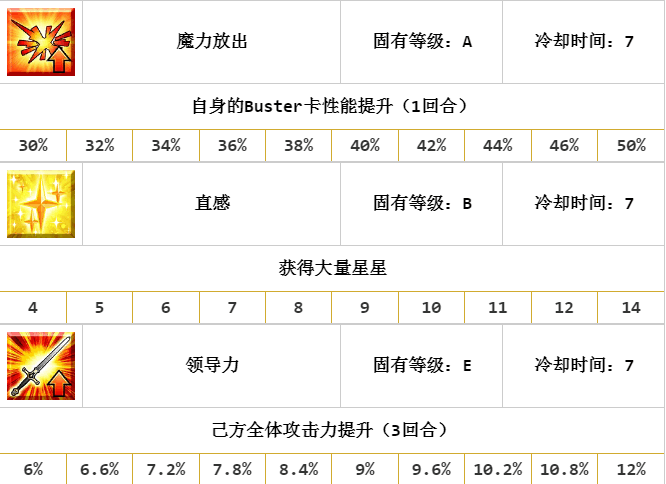 魔力放出 固有等级: A 冷却时间: 7
自身的Buster卡性能提升（1回合）
30% 32% 34% 36% 38% 40% 42% 44% 46% 50%
直感 固有等级: B 冷却时间: 7
获得大量星星
4 5 6 7 8 9 10 11 12 14
领导力 固有等级: E 冷却时间: 7
己方全体攻击力提升（3回合）
6% 6.6% 7.2% 7.8% 8.4% 9% 9.6% 10.2% 10.8% 12%